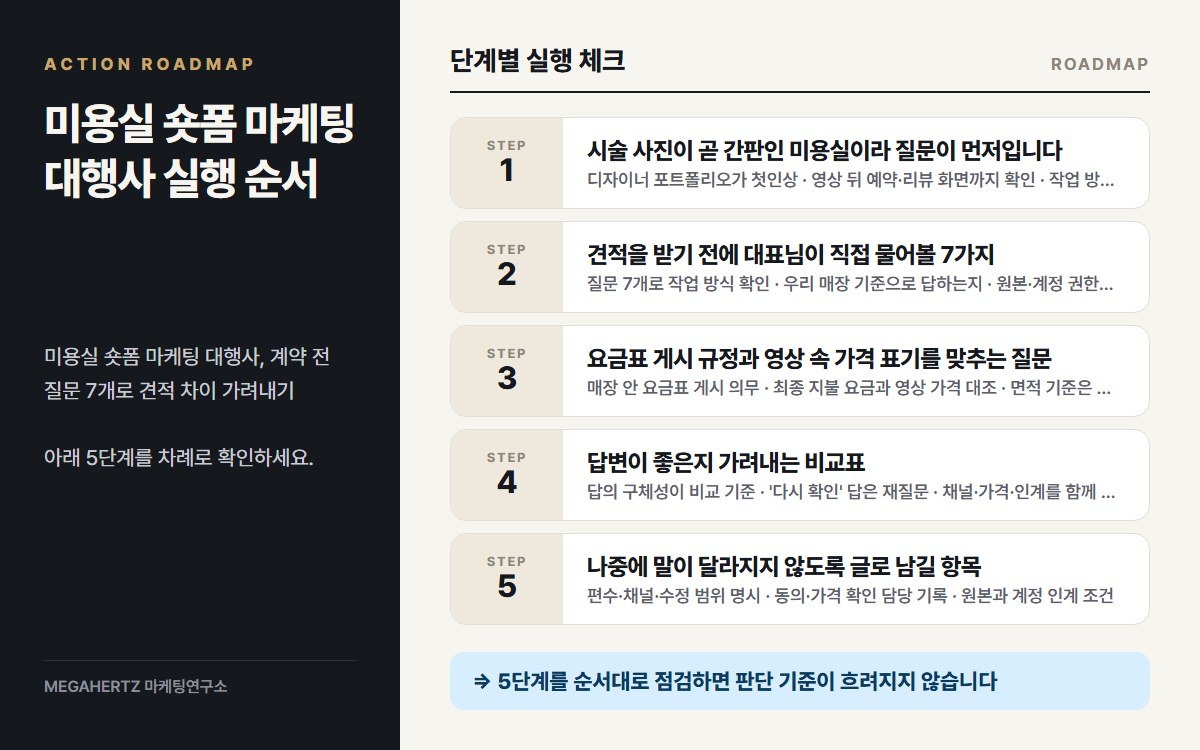 ACTION ROADMAP
미용실 숏폼 마케팅
대행사 실행 순서
미용실 숏폼 마케팅 대행사, 계약 전
질문 7개로 견적 차이 가려내기
아래 5단계를 차례로 확인하세요.
MEGAHERTZ 마케팅연구소
단계별 실행 체크
ROADMAP
STEP
1
시술 사진이 곧 간판인 미용실이라 질문이 먼저입니다
디자이너 포트폴리오가 첫인상 · 영상 뒤 예약·리뷰 화면까지 확인 · 작업 방...
STEP
2
견적을 받기 전에 대표님이 직접 물어볼 7가지
질문 7개로 작업 방식 확인 · 우리 매장 기준으로 답하는지 · 원본·계정 권한...
STEP
3
요금표 게시 규정과 영상 속 가격 표기를 맞추는 질문
매장 안 요금표 게시 의무 · 최종 지불 요금과 영상 가격 대조 · 면적 기준은 ...
STEP
4
답변이 좋은지 가려내는 비교표
답의 구체성이 비교 기준 · '다시 확인' 답은 재질문 · 채널·가격·인계를 함께 ...
STEP
5
나중에 말이 달라지지 않도록 글로 남길 항목
편수·채널·수정 범위 명시 · 동의·가격 확인 담당 기록 · 원본과 계정 인계 조건
→ 5단계를 순서대로 점검하면 판단 기준이 흐려지지 않습니다